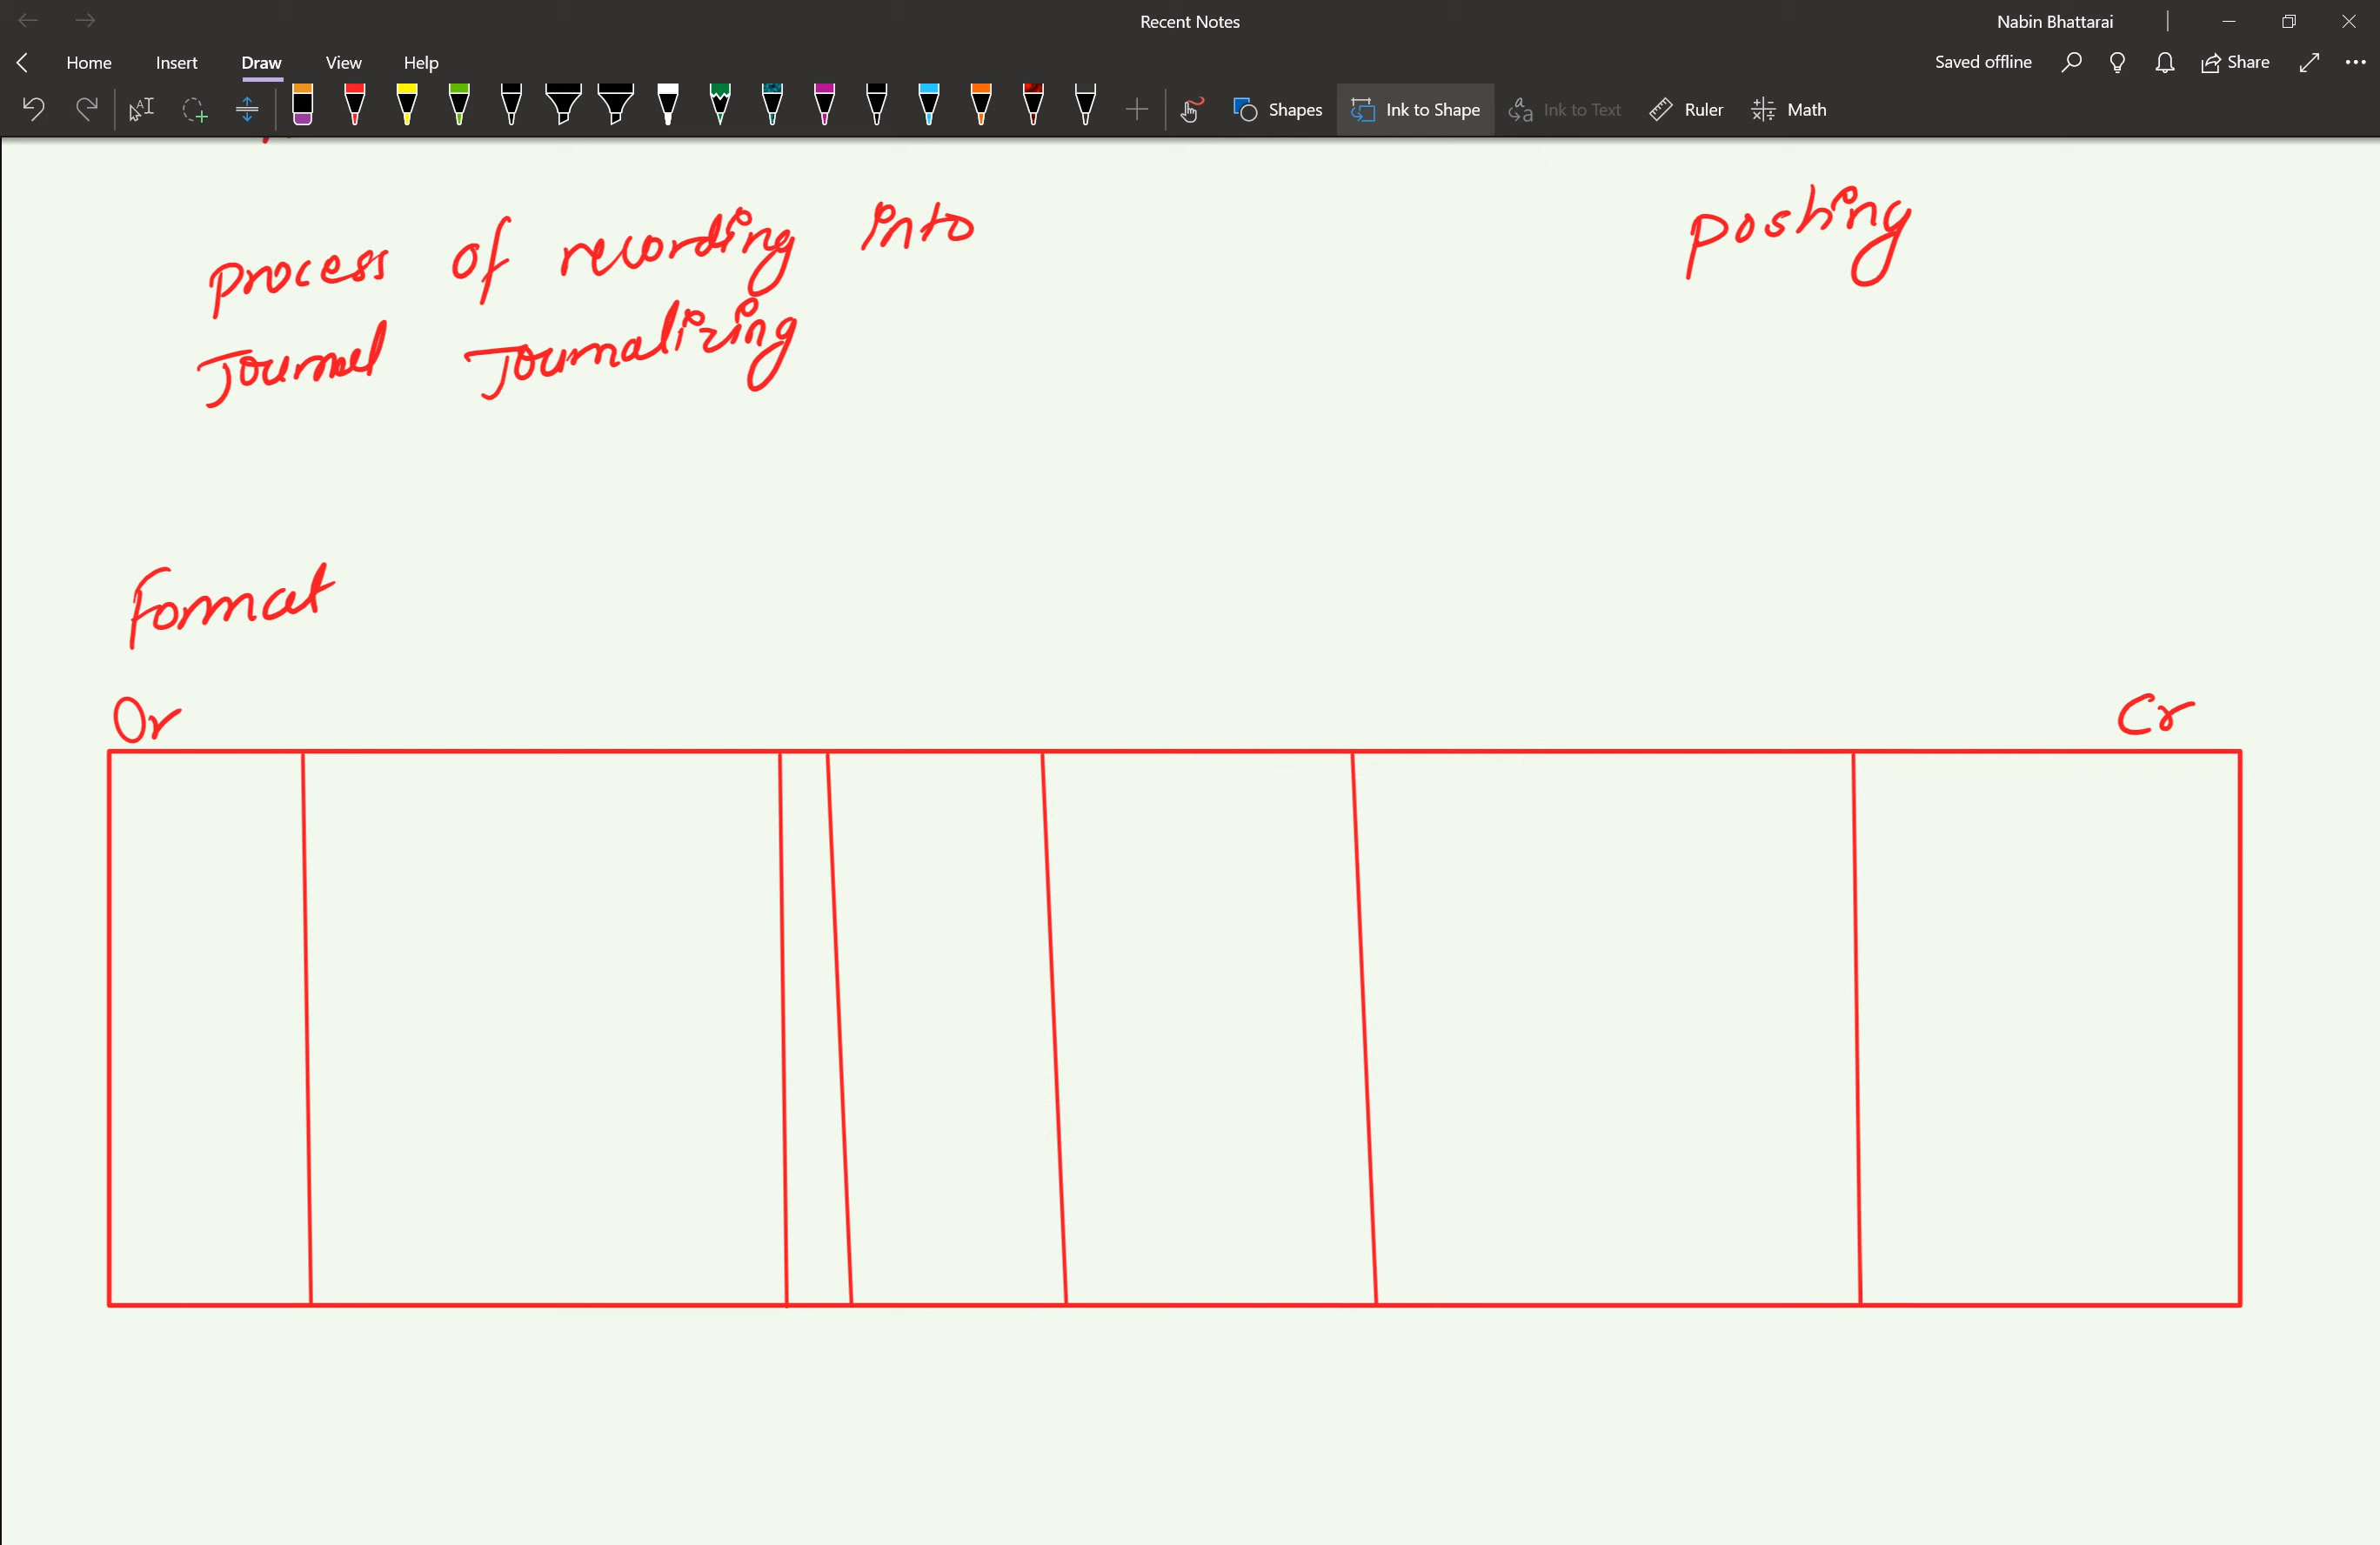 Recent Notes
Nabin Bhattarai
Home Insert Draw View Help
Saved offline
Share
Shapes
Ink to Shape
Ink to Text
Ruler
Math
process of recording into
Journal Journalizing
posting
Format
Dr
Cr